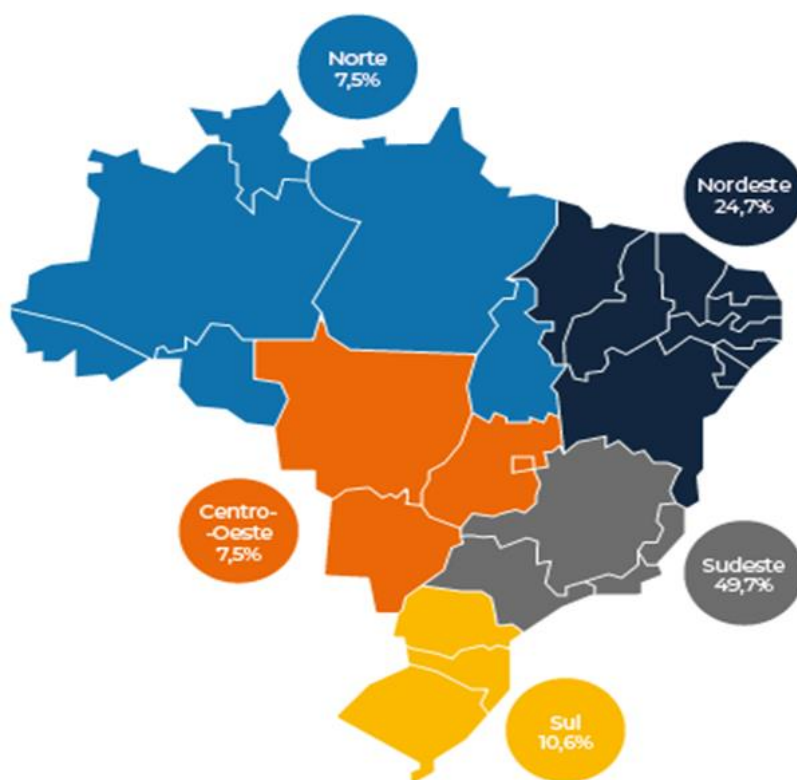 Norte
7,5%
Nordeste
24,7%
Centro-
-Oeste
7,5%
Sudeste
49,7%
Sul
10,6%